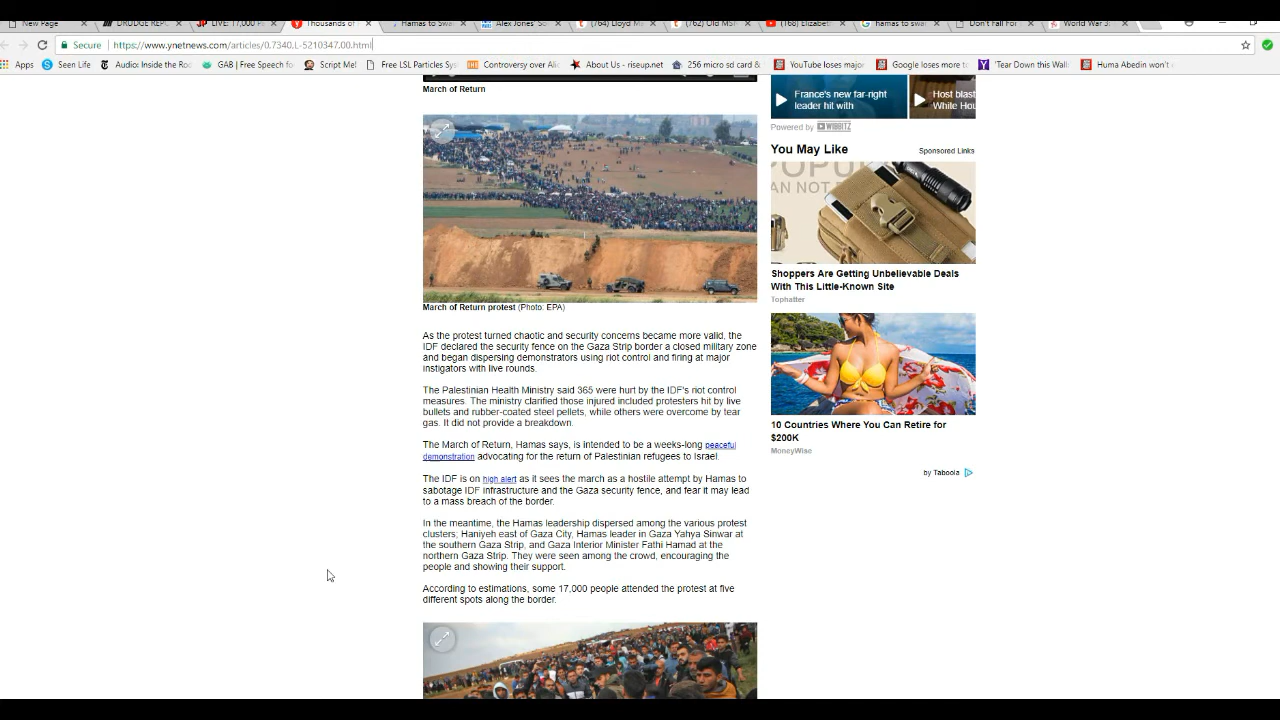 New Page
DRUDGE REPO
LIVE: 17,000 P
Thousands of
Hamas to Swa
Alex Jones' Se
(764) Lloyd M
(762) Old MS
(168) Elizabet
hamas to swa
Don't Fall For
World War 3:
Secure
https://www.ynetnews.com/articles/0,7340,L-5210347,00.html
Apps
Seen Life
Audio: Inside the Roc
GAB | Free Speech fo
Script Me!
Free LSL Particles Sys
Controversy over Ali
About Us - riseup.net
256 micro sd card &
YouTube loses major
Google loses more to
'Tear Down this Wall
Huma Abedin won't
March of Return
France's new far-right
leader hit with
Host blast
White Hou
Powered by WIBBITZ
You May Like
Sponsored Links
POPU
AN NOT
March of Return protest (Photo: EPA)
Shoppers Are Getting Unbelievable Deals
With This Little-Known Site
Tophatter
As the protest turned chaotic and security concerns became more valid, the
IDF declared the security fence on the Gaza Strip border a closed military zone
and began dispersing demonstrators using riot control and firing at major
instigators with live rounds.
The Palestinian Health Ministry said 365 were hurt by the IDF's riot control
measures. The ministry clarified those injured included protesters hit by live
bullets and rubber-coated steel pellets, while others were overcome by tear
gas. It did not provide a breakdown.
The March of Return, Hamas says, is intended to be a weeks-long peaceful
demonstration advocating for the return of Palestinian refugees to Israel.
The IDF is on high alert as it sees the march as a hostile attempt by Hamas to
sabotage IDF infrastructure and the Gaza security fence, and fear it may lead
to a mass breach of the border.
In the meantime, the Hamas leadership dispersed among the various protest
clusters; Haniyeh east of Gaza City, Hamas leader in Gaza Yahya Sinwar at
the southern Gaza Strip, and Gaza Interior Minister Fathi Hamad at the
northern Gaza Strip. They were seen among the crowd, encouraging the
people and showing their support.
According to estimations, some 17,000 people attended the protest at five
different spots along the border.
10 Countries Where You Can Retire for
$200K
MoneyWise
by Taboola